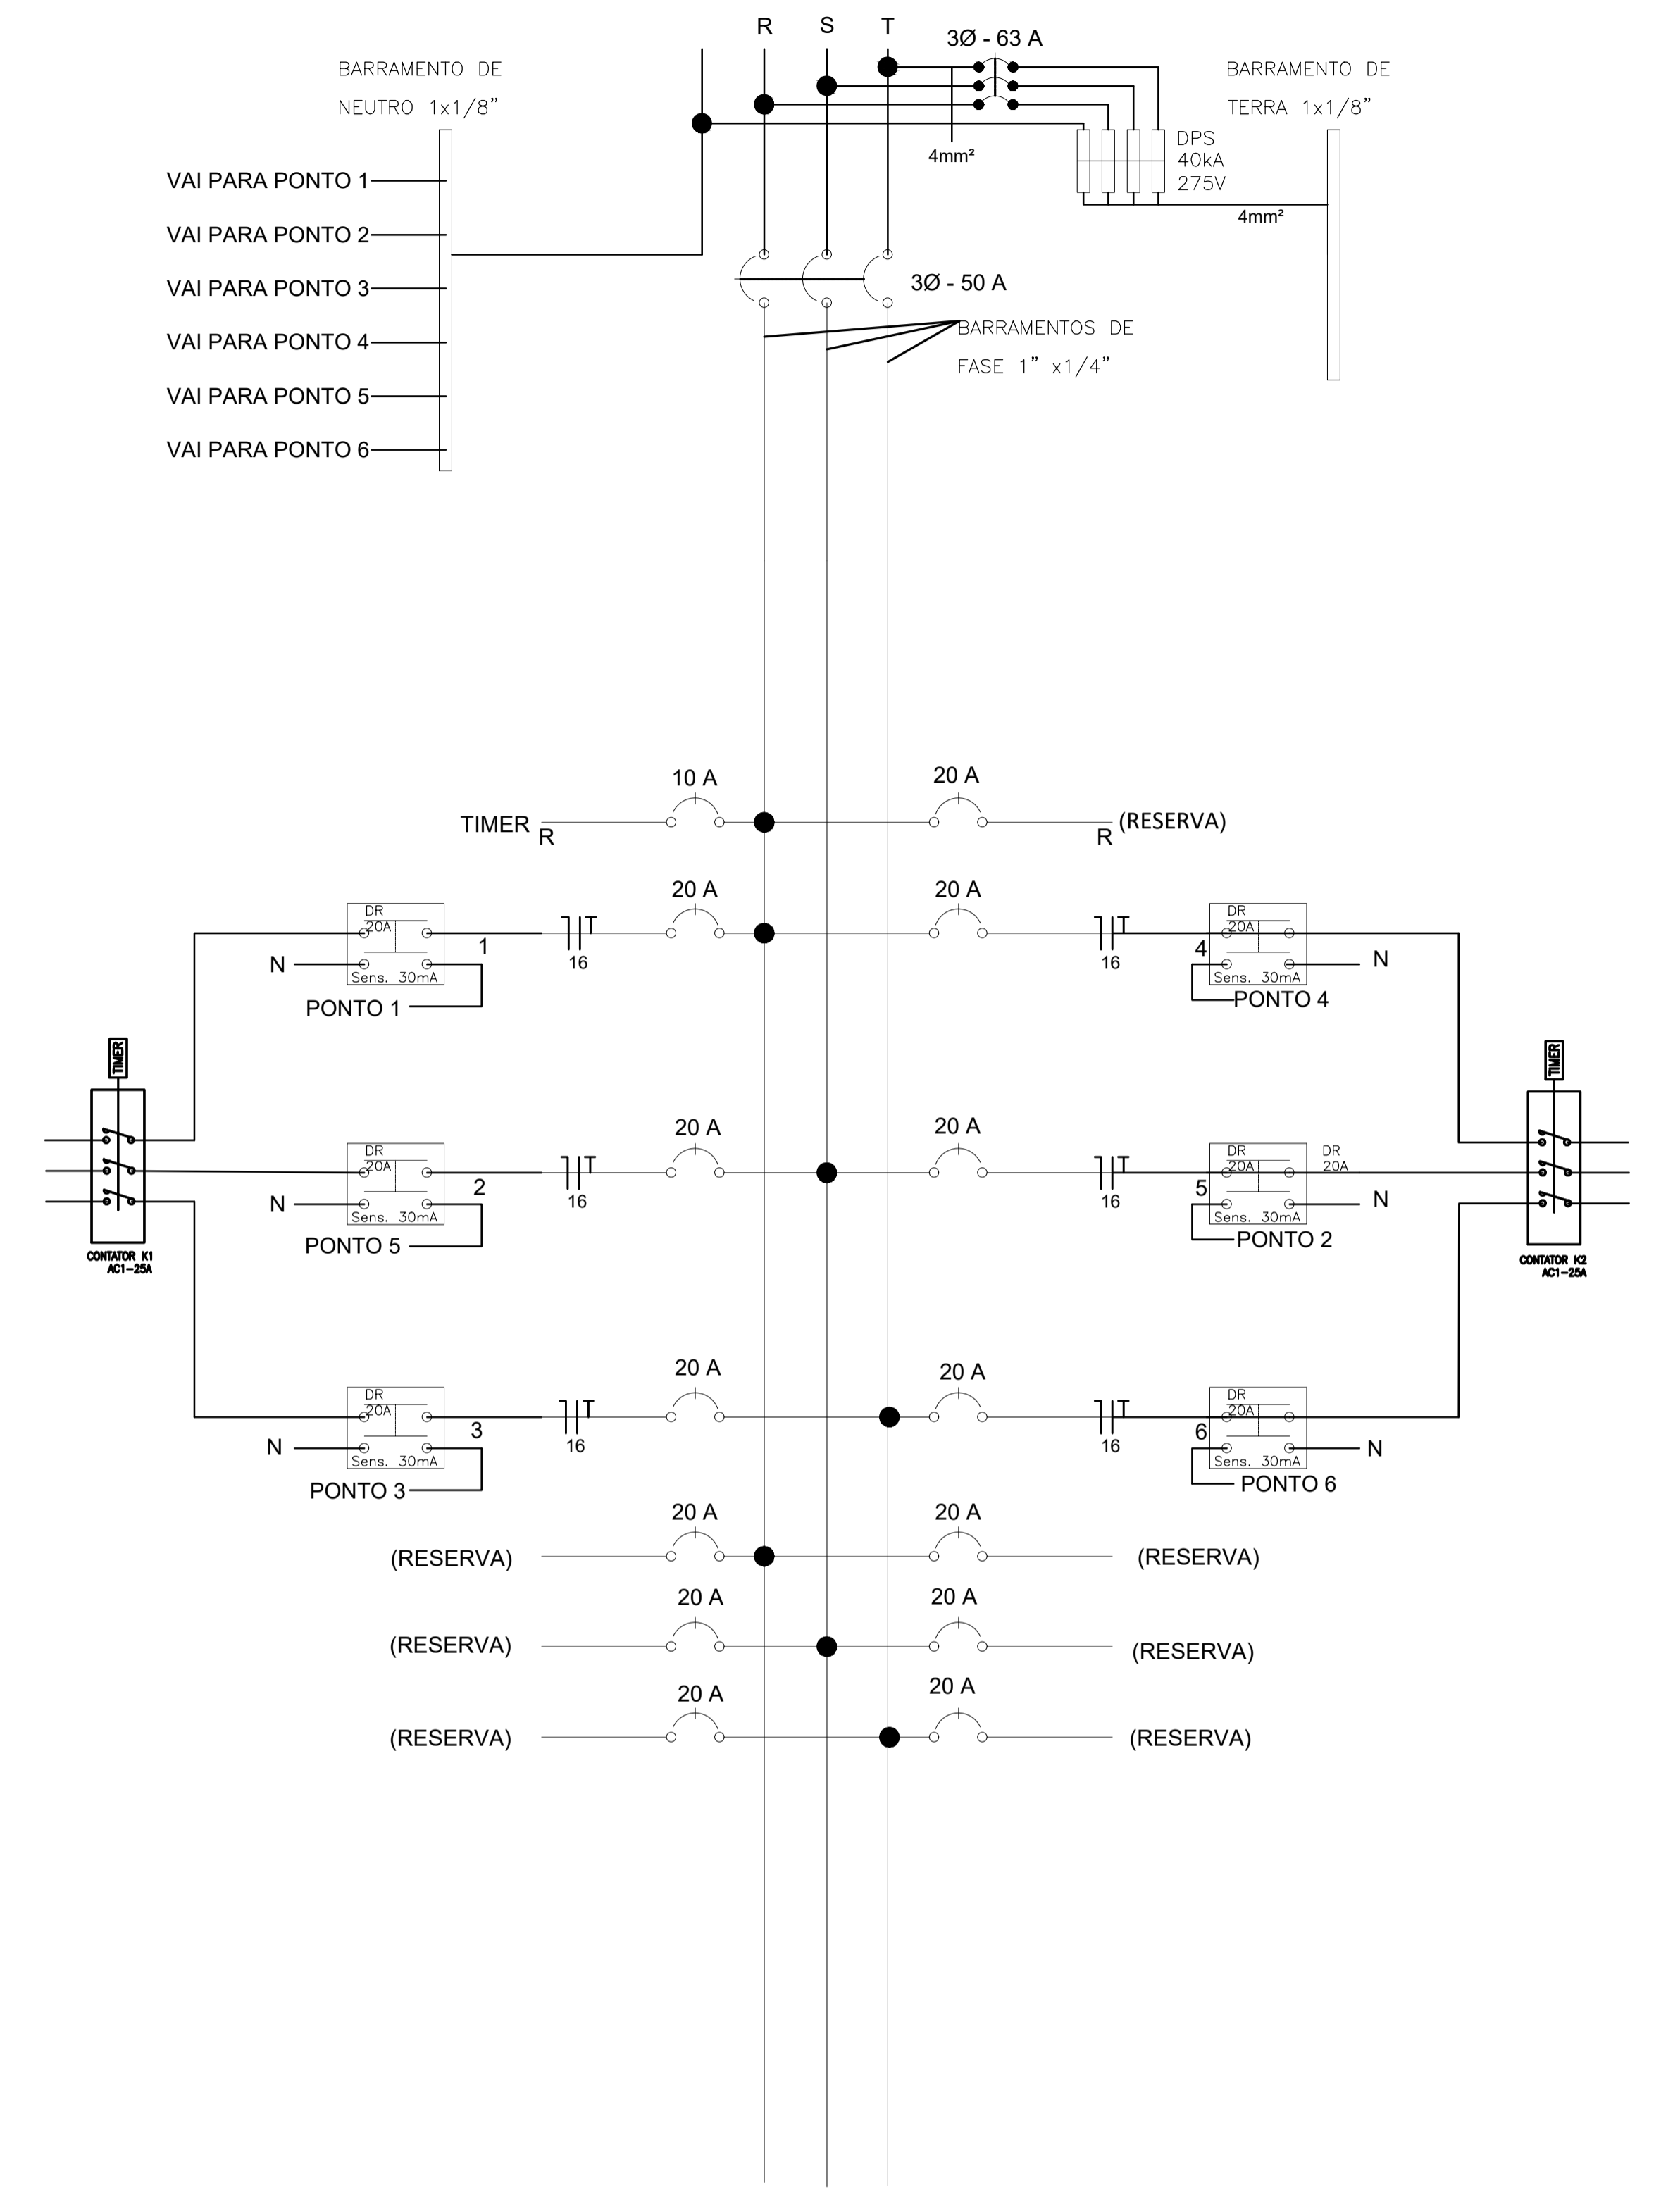 R
S
T
3Ø - 63 A
BARRAMENTO DE
NEUTRO 1x1/8”
BARRAMENTO DE
TERRA 1x1/8”
4mm²
DPS
40kA
275V
4mm²
VAI PARA PONTO 1
VAI PARA PONTO 2
VAI PARA PONTO 3
VAI PARA PONTO 4
VAI PARA PONTO 5
VAI PARA PONTO 6
3Ø - 50 A
BARRAMENTOS DE
FASE 1” x1/4”
10 A
20 A
TIMER
R
R
(RESERVA)
20 A
20 A
DR
20A
1
T
16
N
Sens. 30mA
PONTO 1
T
16
DR
20A
4
N
Sens. 30mA
PONTO 4
TIMER
TIMER
20 A
20 A
DR
20A
2
T
16
N
Sens. 30mA
PONTO 5
T
16
DR
20A
DR
20A
5
N
Sens. 30mA
PONTO 2
CONTATOR K1
AC1-25A
CONTATOR K2
AC1-25A
20 A
20 A
DR
20A
3
T
16
N
Sens. 30mA
PONTO 3
T
16
DR
20A
6
N
Sens. 30mA
PONTO 6
20 A
20 A
(RESERVA)
(RESERVA)
20 A
20 A
(RESERVA)
(RESERVA)
20 A
20 A
(RESERVA)
(RESERVA)